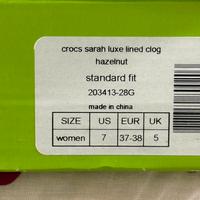 crocs sarah luxe lined clog
hazelnut
standard fit
203413-28G
made in china
SIZE US EUR UK
women 7 37-38 5